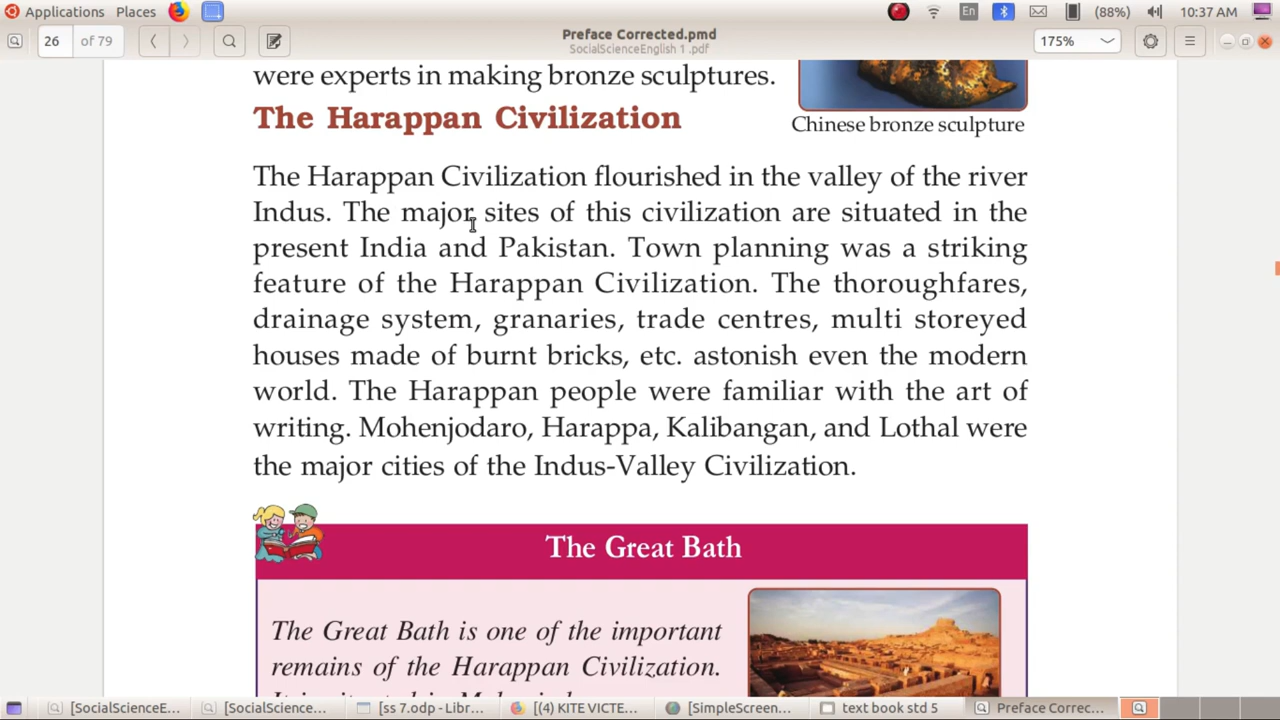 Applications Places En (88%) 10:37 AM
26 of 79 Preface Corrected.pmd 175%
SocialScienceEnglish 1 .pdf
were experts in making bronze sculptures.
The Harappan Civilization
Chinese bronze sculpture
The Harappan Civilization flourished in the valley of the river
Indus. The major sites of this civilization are situated in the
present India and Pakistan. Town planning was a striking
feature of the Harappan Civilization. The thoroughfares,
drainage system, granaries, trade centres, multi storeyed
houses made of burnt bricks, etc. astonish even the modern
world. The Harappan people were familiar with the art of
writing. Mohenjodaro, Harappa, Kalibangan, and Lothal were
the major cities of the Indus-Valley Civilization.
The Great Bath
The Great Bath is one of the important
remains of the Harappan Civilization.
[SocialScienceE... [SocialScience... [ss 7.odp - Libr... [(4) KITE VICTE... [SimpleScreen... text book std 5 Preface Correc...